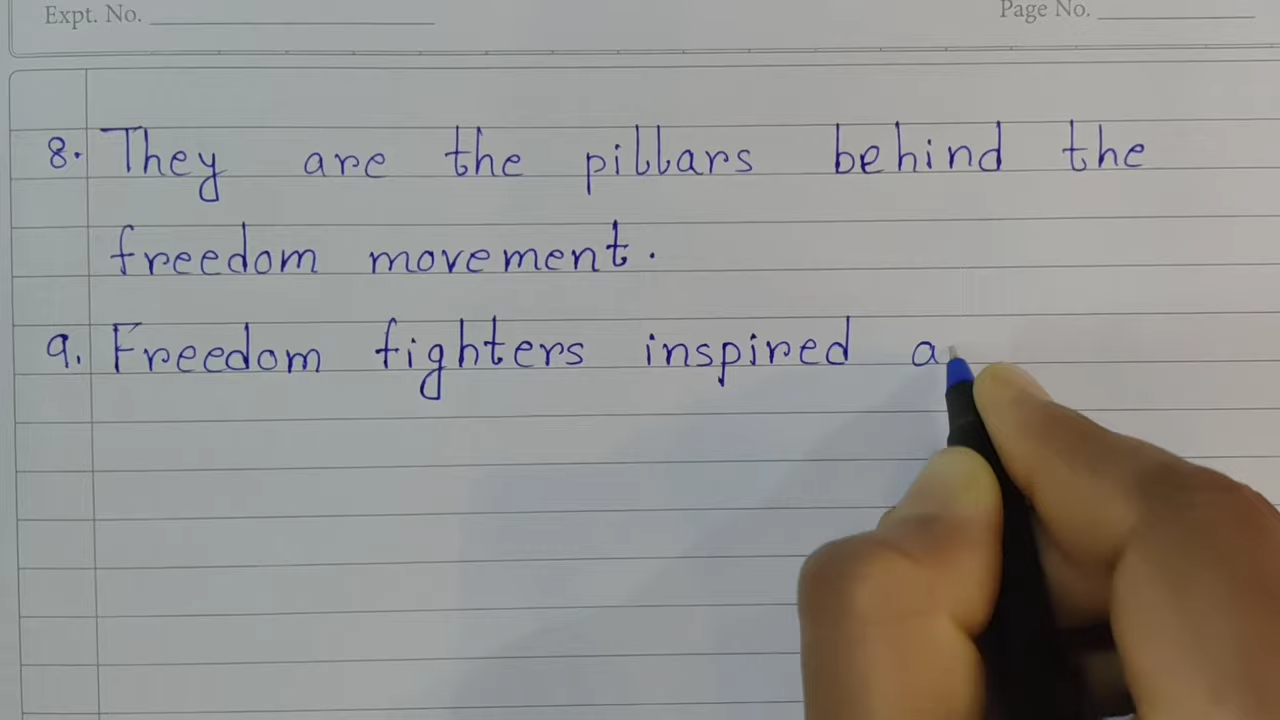 Expt. No.
Page No.
8. They are the pillars behind the
freedom movement.
9. Freedom fighters inspired a